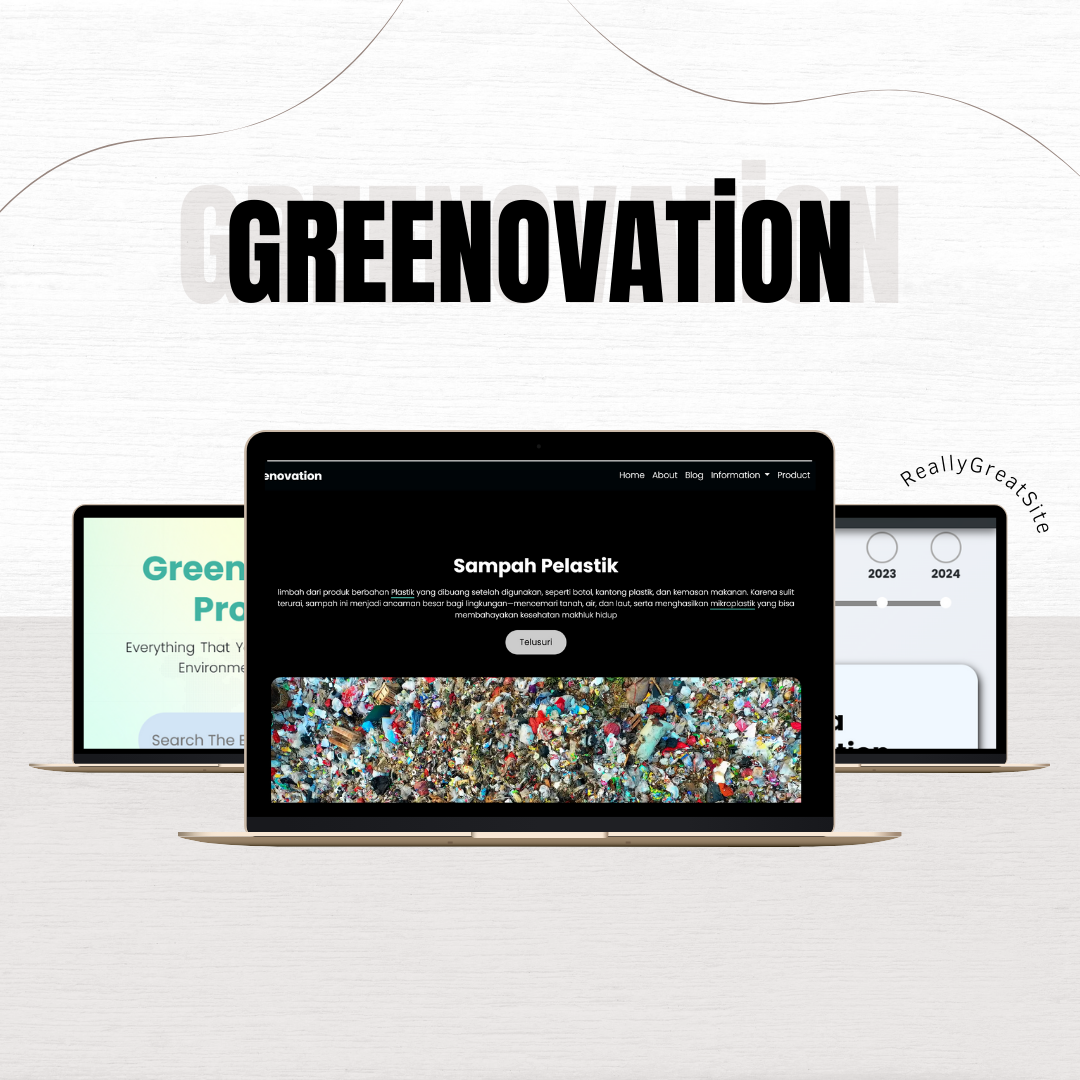 GREENOVATİON
ReallyGreatSite
enovation
Home About Blog Information Product
Sampah Pelastik
limbah dari produk berbahan Plastik yang dibuang setelah digunakan, seperti botol, kantong plastik, dan kemasan makanan. Karena sulit
terurai, sampah ini menjadi ancaman besar bagi lingkungan—mencemari tanah, air, dan laut, serta menghasilkan mikroplastik yang bisa
membahayakan kesehatan makhluk hidup
Telusuri
Green
Pro
Everything That Y
Environme
Search The E
2023 2024
a
tion